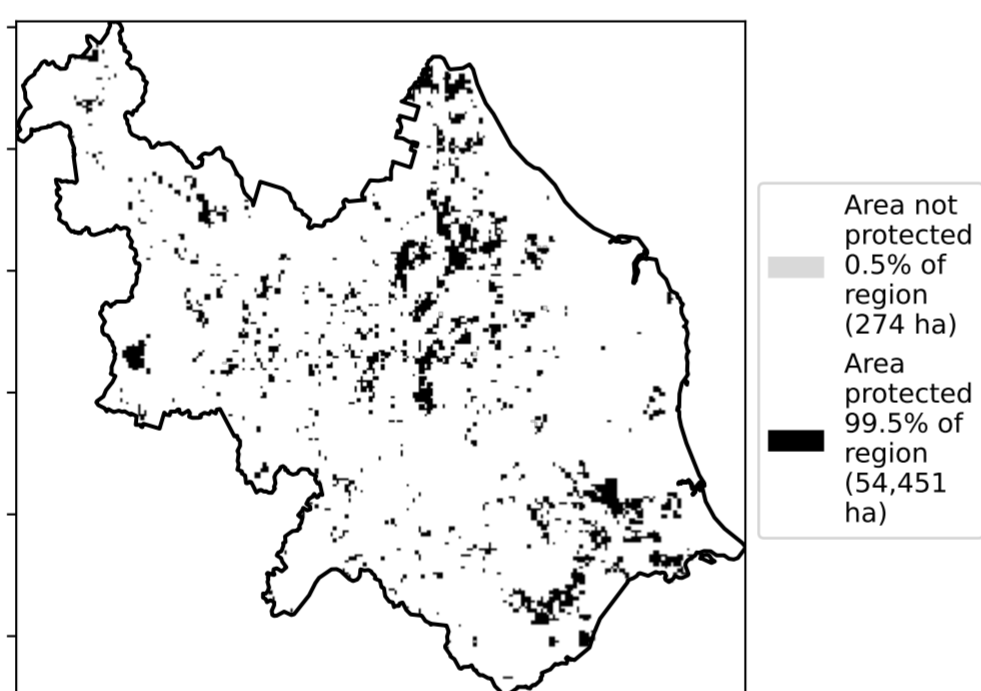 Area not
protected
0.5% of
region
(274 ha)
Area
protected
99.5% of
region
(54,451
ha)